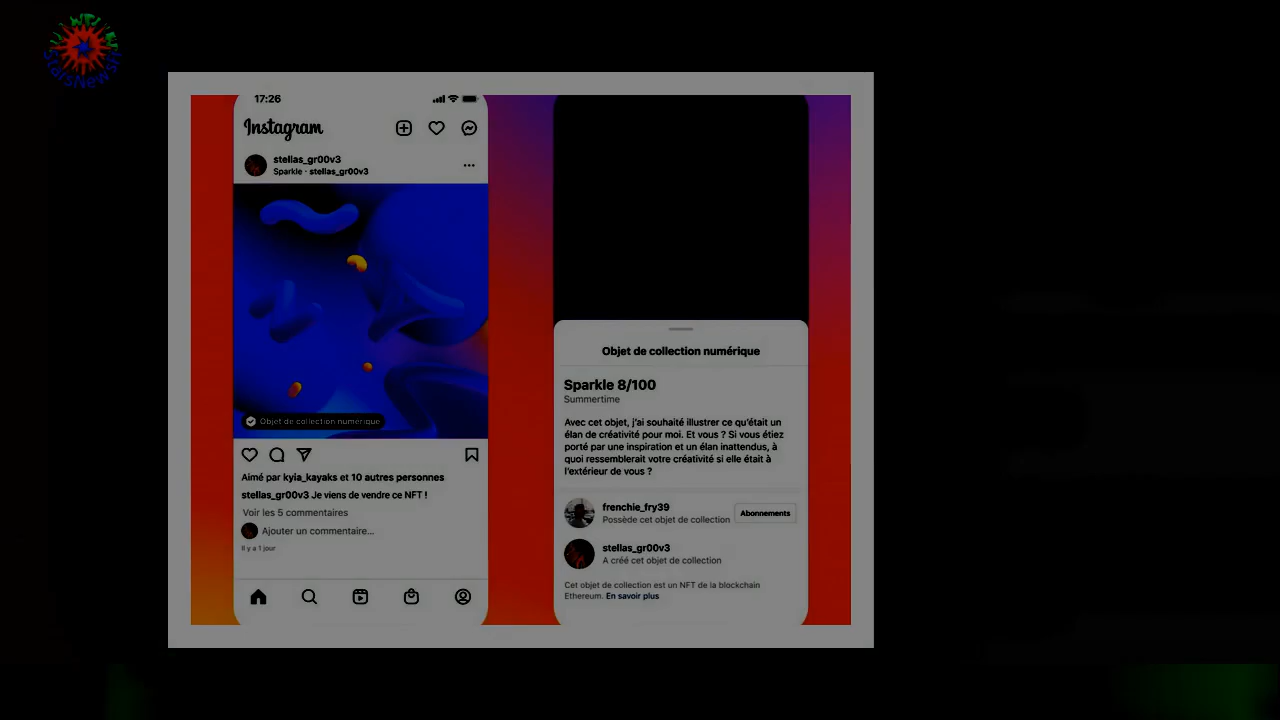 StarsNewsFr
17:26
Instagram
stellas_gr00v3
Sparkle · stellas_gr00v3
Objet de collection numérique
Aimé par kyia_kayaks et 10 autres personnes
stellas_gr00v3 Je viens de vendre ce NFT !
Voir les 5 commentaires
Ajouter un commentaire...
Il y a 1 jour
Objet de collection numérique
Sparkle 8/100
Summertime
Avec cet objet, j'ai souhaité illustrer ce qu'était un
élan de créativité pour moi. Et vous ? Si vous étiez
porté par une inspiration et un élan inattendus, à
quoi ressemblerait votre créativité si elle était à
l'extérieur de vous ?
frenchie_fry39
Possède cet objet de collection
Abonnements
stellas_gr00v3
A créé cet objet de collection
Cet objet de collection est un NFT de la blockchain
Ethereum. En savoir plus